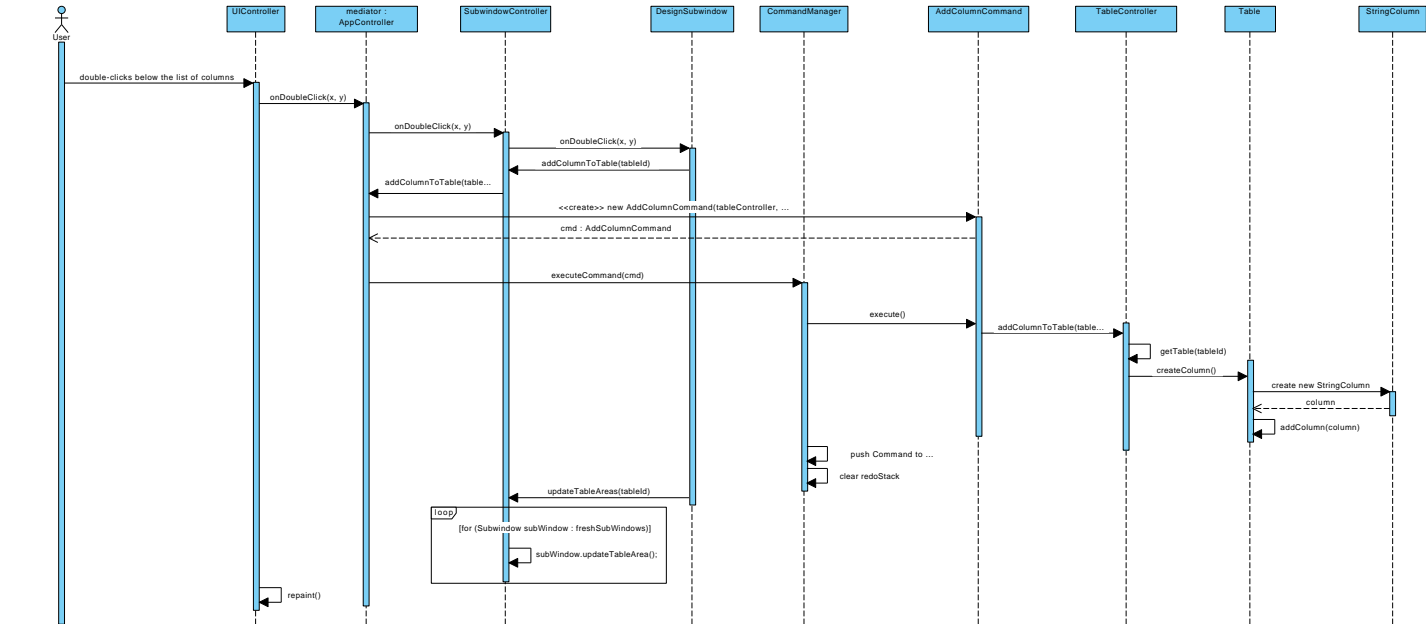 UIController
mediator :
AppController
SubwindowController
DesignSubwindow
CommandManager
AddColumnCommand
TableController
Table
StringColumn
User
double-clicks below the list of columns
onDoubleClick(x, y)
onDoubleClick(x, y)
onDoubleClick(x, y)
addColumnToTable(tableId)
addColumnToTable(table...
<<create>> new AddColumnCommand(tableController, ...
cmd : AddColumnCommand
executeCommand(cmd)
execute()
addColumnToTable(table...
getTable(tableId)
createColumn()
create new StringColumn
column
addColumn(column)
push Command to ...
clear redoStack
updateTableAreas(tableId)
loop
[for (Subwindow subWindow : freshSubWindows)]
subWindow.updateTableArea();
repaint()